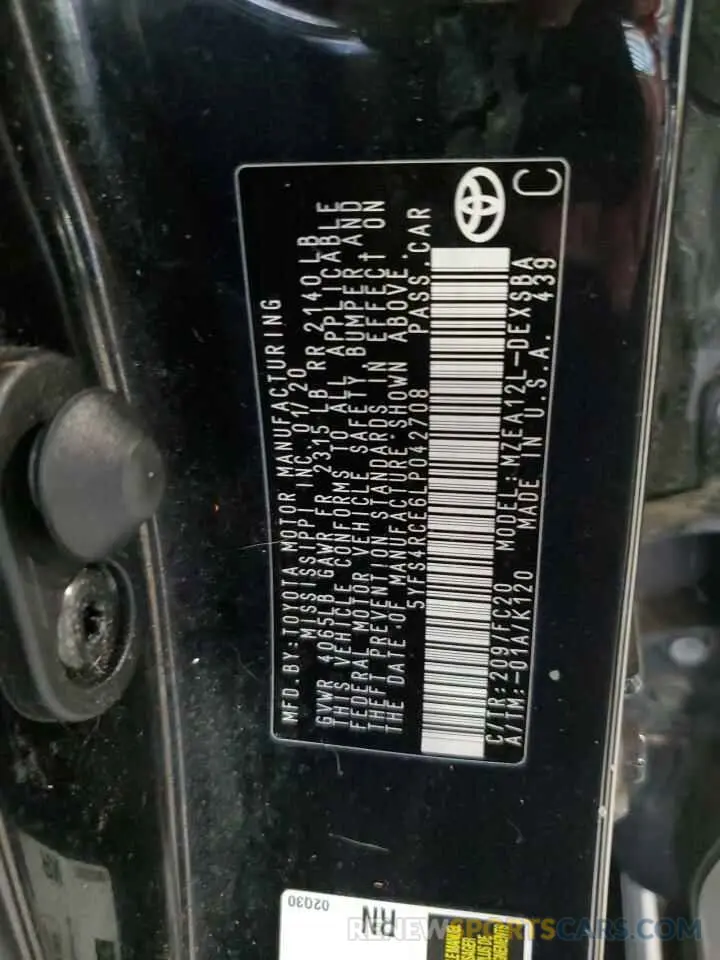 MFD.BY:TOYOTA MOTOR MANUFACTURING
MISSISSIPPI INC.01/20
GVWR 4065LB GAWR FR 2315 LB RR 2140 LB
THIS VEHICLE CONFORMS TO ALL APPLICABLE
FEDERAL MOTOR VEHICLE SAFETY, BUMPER AND
THEFT PREVENTION STANDARDS IN EFFECT ON
THE DATE OF MANUFACTURE SHOWN ABOVE.
5YFS4RCE6LP042708 PASS.CAR
C/TR:209/FC20 MODEL:MZEA12L-DEXSBA
A/TM:-01A/K120 MADE IN U.S.A. 439
C
02Q30
RN
NEWSPORTSCARS.COM